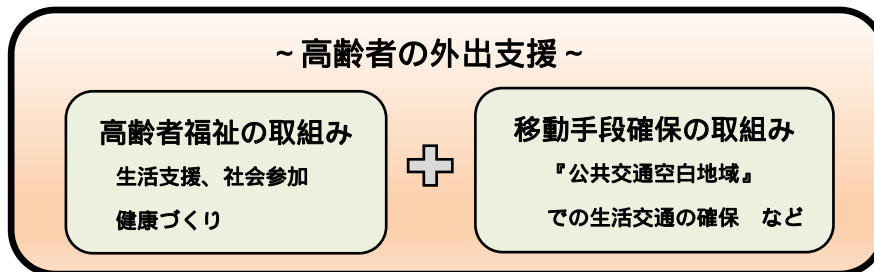 ~高齢者の外出支援~
高齢者福祉の取組み
生活支援、社会参加
健康づくり
移動手段確保の取組み
『公共交通空白地域』
での生活交通の確保　など